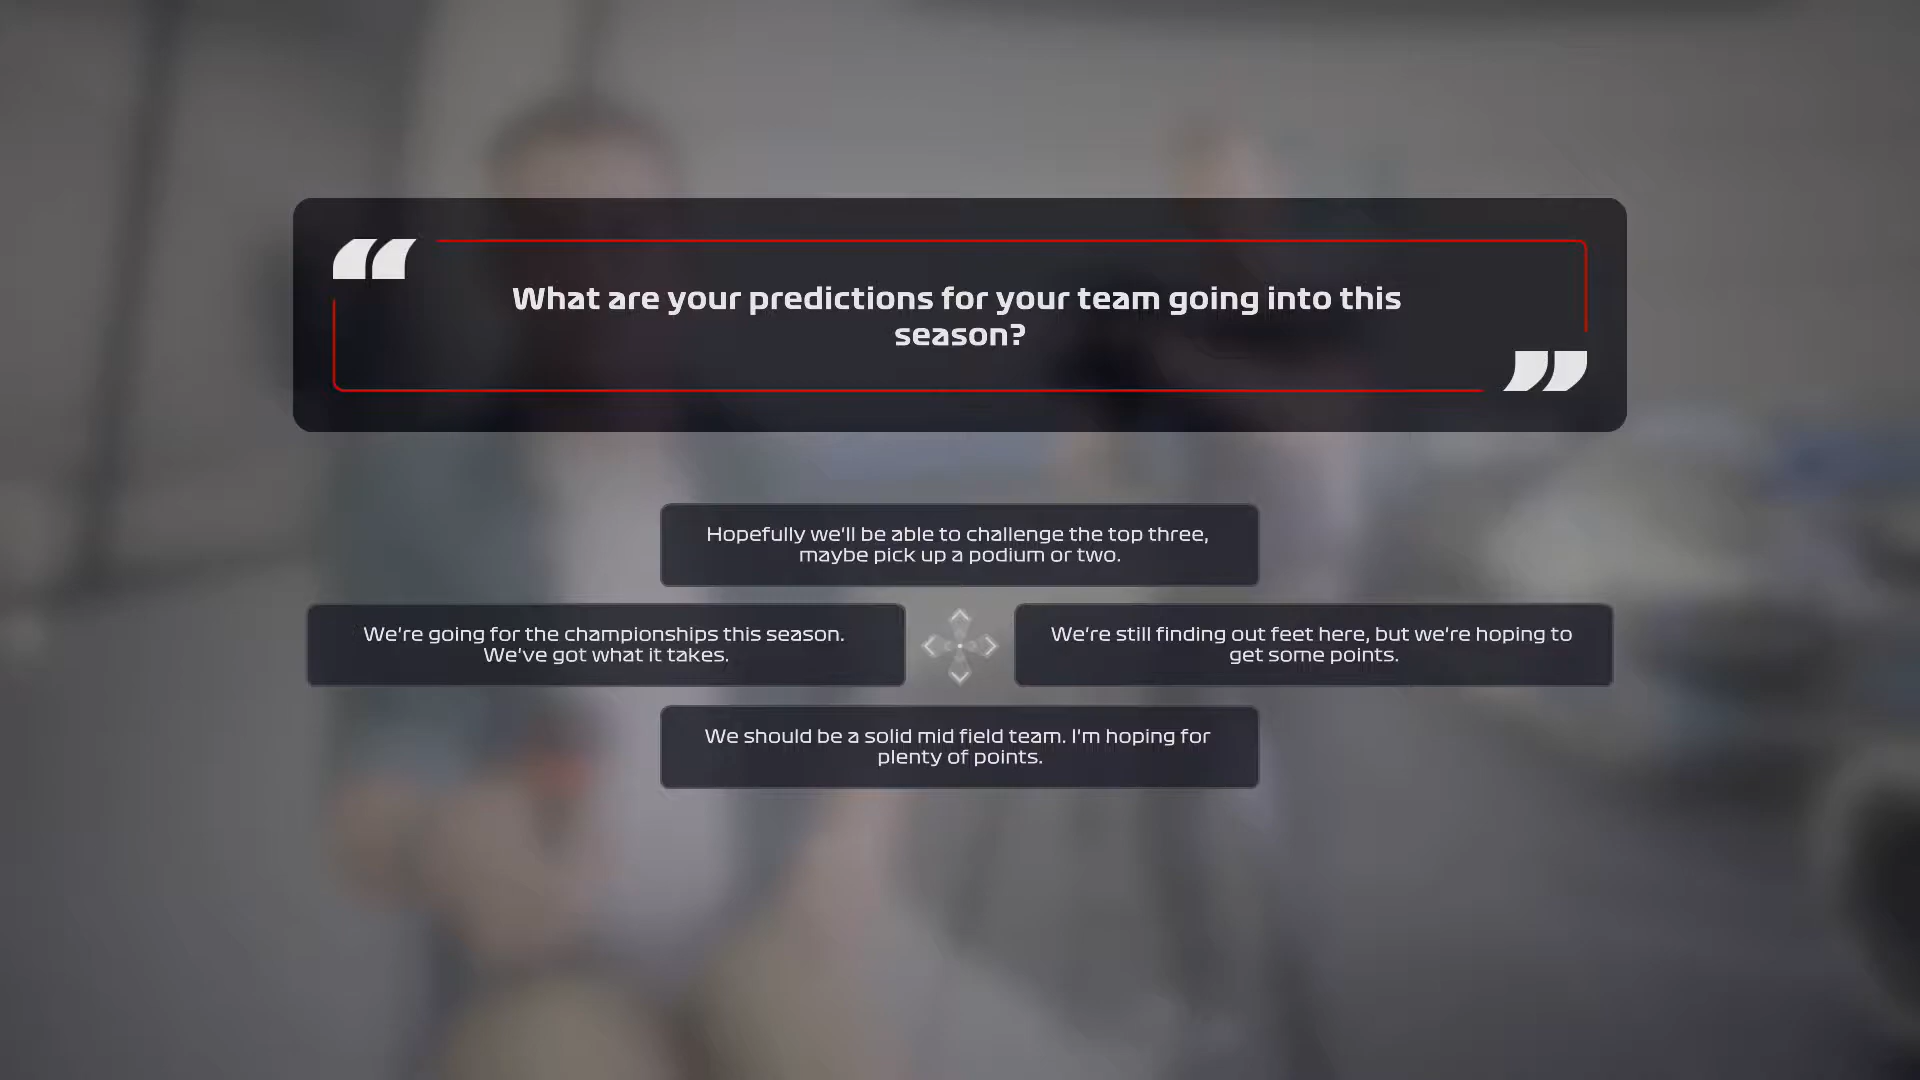 What are your predictions for your team going into this
season?
Hopefully we'll be able to challenge the top three,
maybe pick up a podium or two.
We're going for the championships this season.
We've got what it takes.
We're still finding out feet here, but we're hoping to
get some points.
We should be a solid mid field team. I'm hoping for
plenty of points.